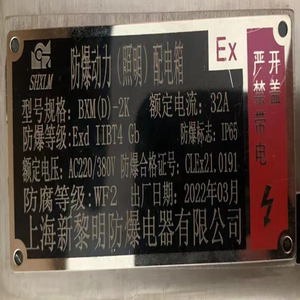 SHXLM
防爆动力（照明）配电箱
Ex
严禁带电
开盖
型号规格: BXM(D)-2K 额定电流: 32A
防爆等级:Exd IIBT4 Gb 防爆标志: IP65
额定电压: AC220/380V 防爆合格证号: CLEx21.0191
防腐等级:WF2 出厂日期: 2022年03月
上海新黎明防爆电器有限公司